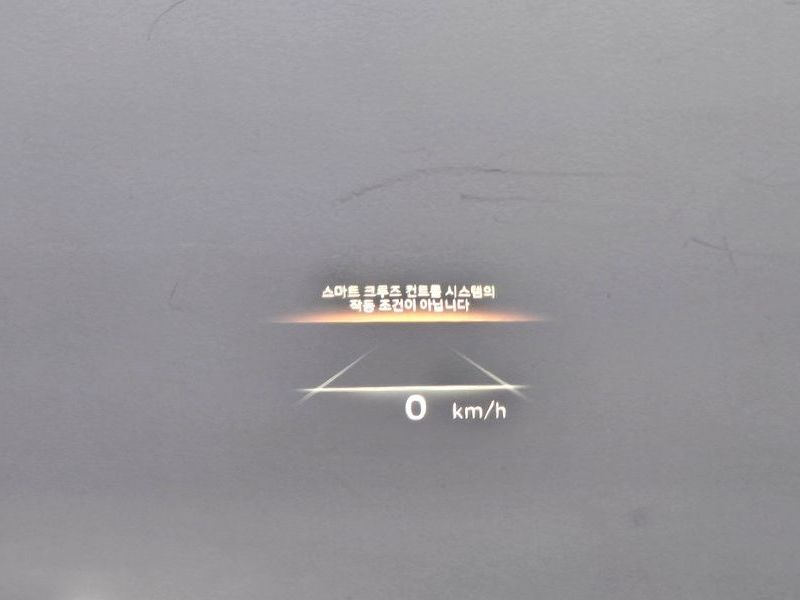 스마트 크루즈 컨트롤 시스템의
작동 조건이 아닙니다
0 km/h